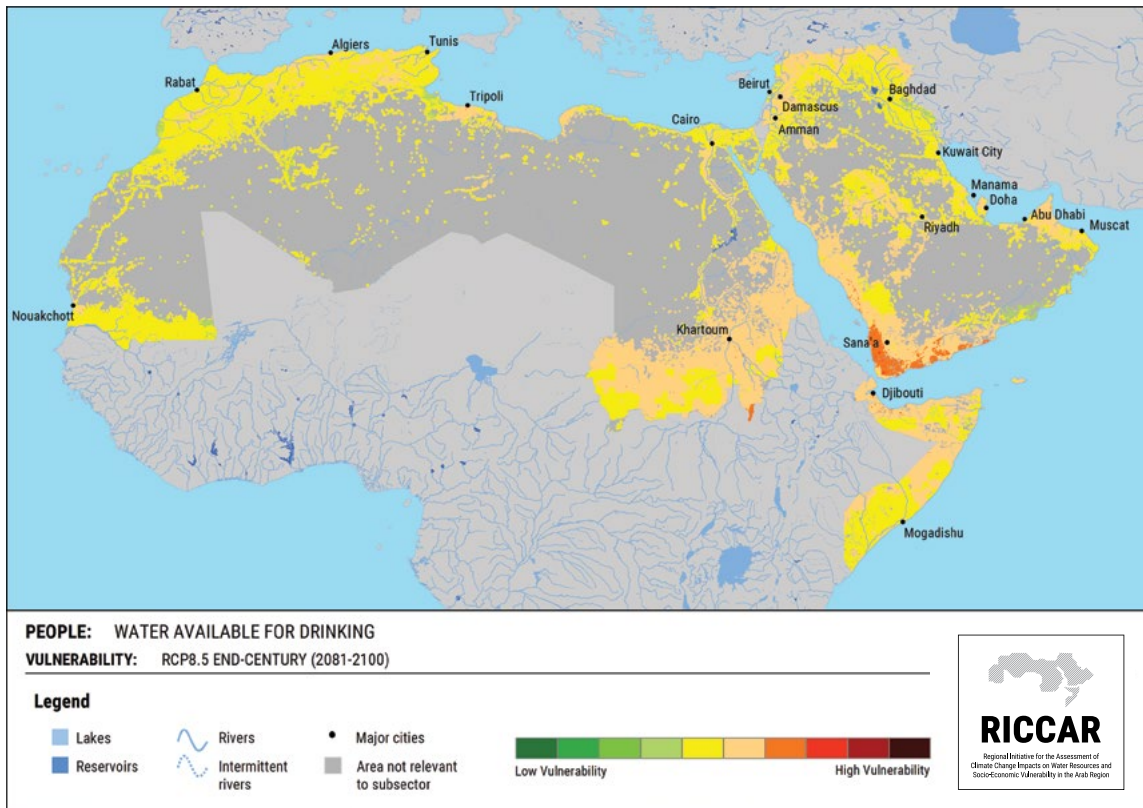 Algiers
Tunis
Rabat
Tripoli
Beirut
Damascus
Baghdad
Cairo
Amman
Kuwait City
Manama
Doha
Abu Dhabi
Muscat
Riyadh
Nouakchott
Khartoum
Sana'a
Djibouti
Mogadishu
PEOPLE: WATER AVAILABLE FOR DRINKING
VULNERABILITY: RCP8.5 END-CENTURY (2081-2100)
Legend
Lakes
Rivers
Major cities
Reservoirs
Intermittent
rivers
Area not relevant
to subsector
Low Vulnerability
High Vulnerability
RICCAR
Regional Initiative for the Assessment of
Climate Change Impacts on Water Resources and
Socio-Economic Vulnerability in the Arab Region